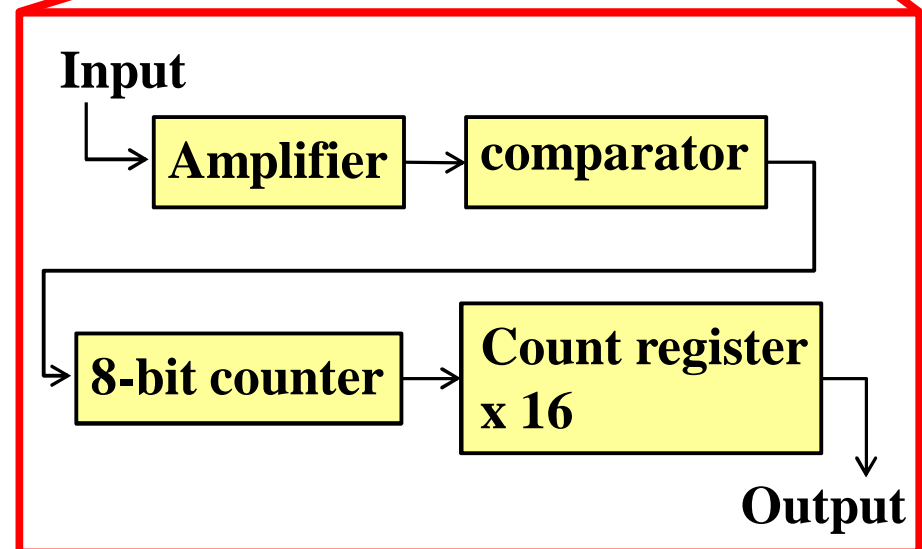 Input
Amplifier
comparator
8-bit counter
Count register
x 16
Output